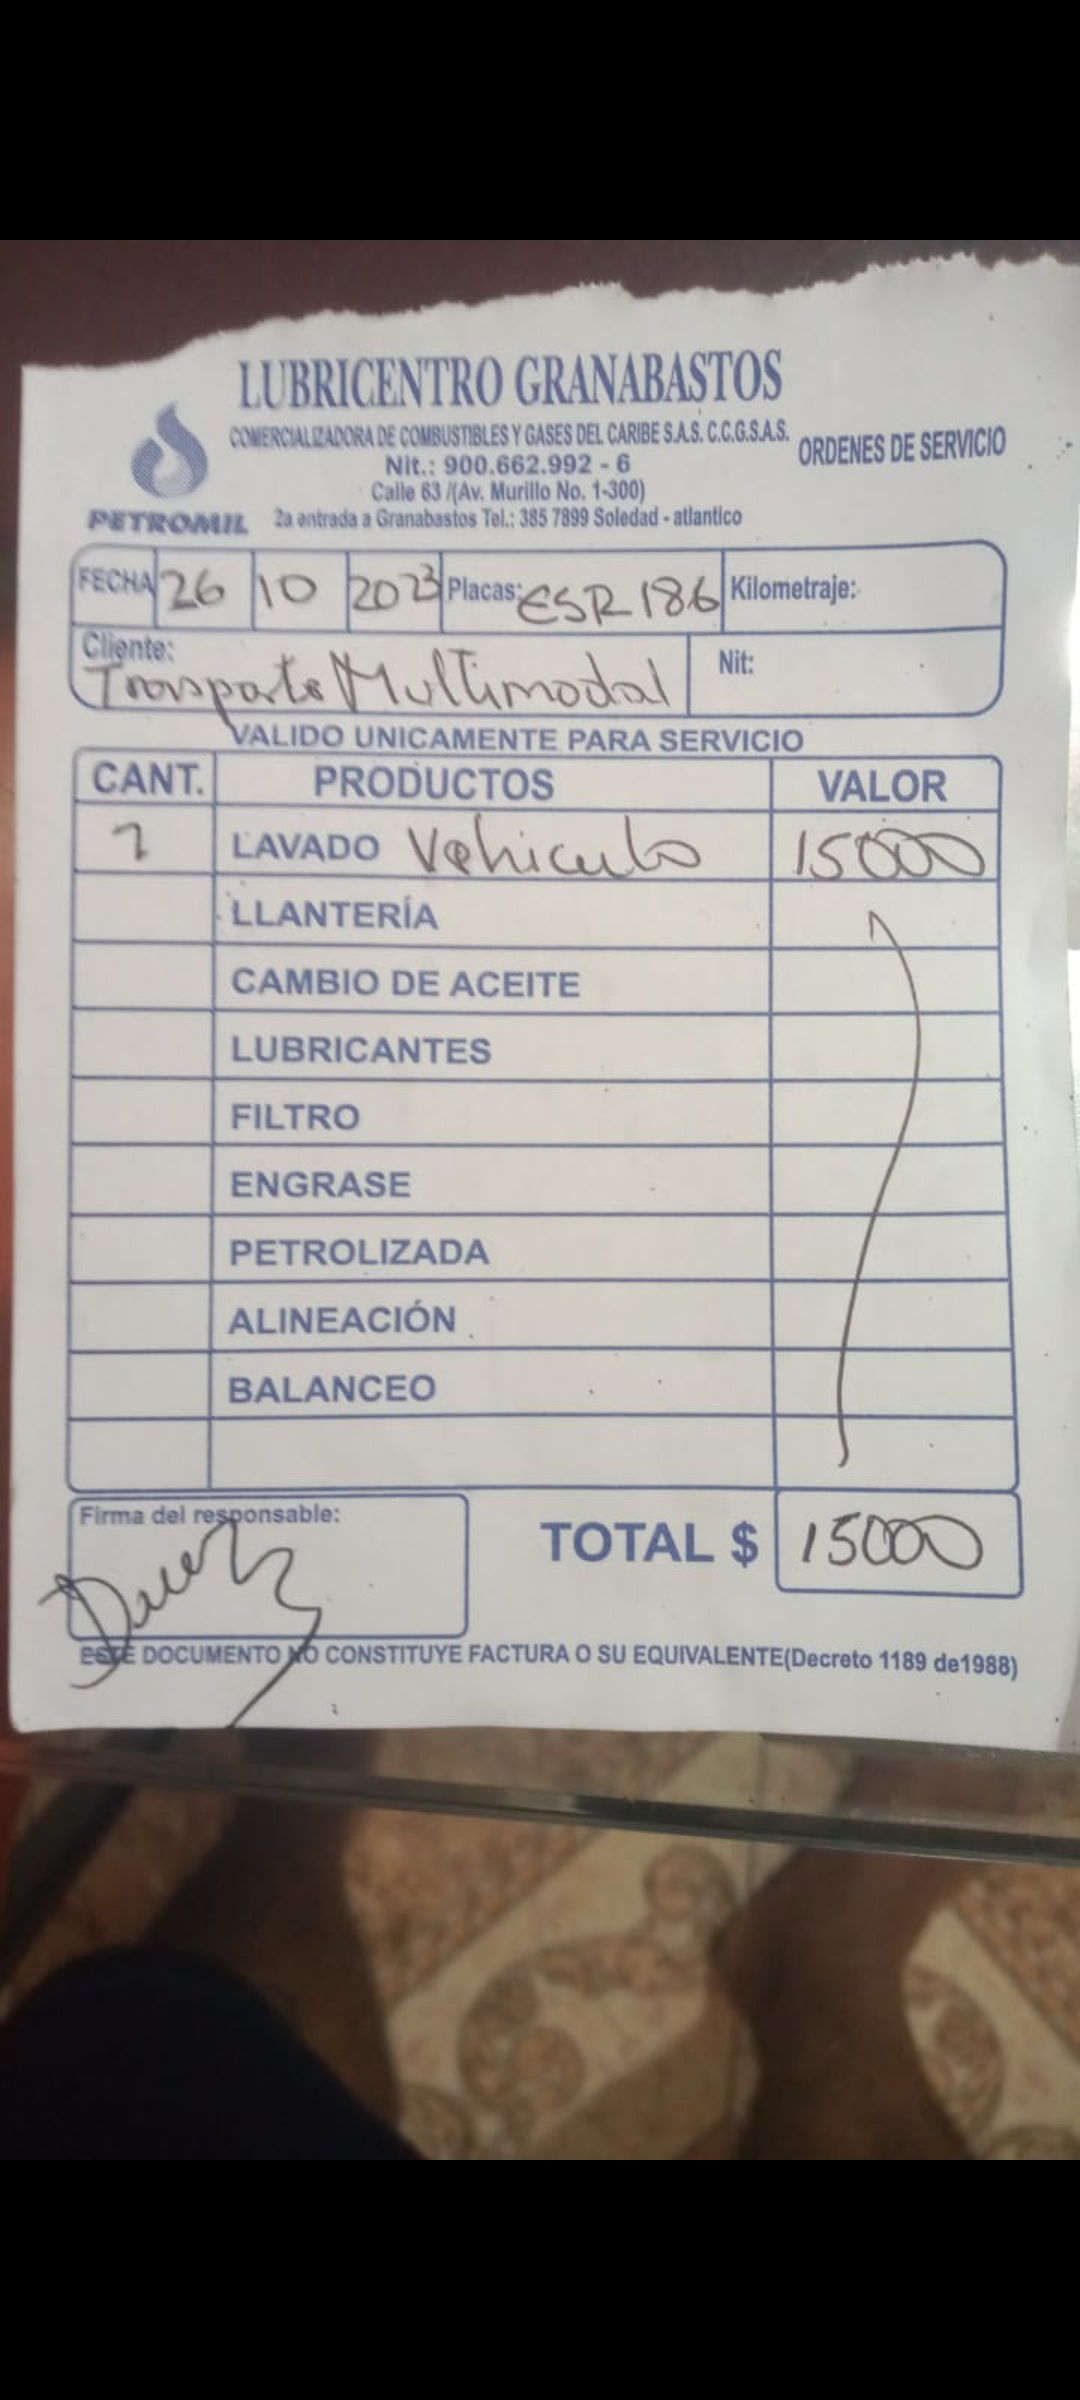 LUBRICENTRO GRANABASTOS
COMERCIALIZADORA DE COMBUSTIBLES Y GASES DEL CARIBE S.A.S. C.C.G.S.A.S.
ORDENES DE SERVICIO
Nit.: 900.662.992 - 6
Calle 63 /(Av. Murillo No. 1-300)
PETROMIL
2a entrada a Granabastos Tel.: 385 7899 Soledad - atlantico
FECHA 26 10 2023 Placas: ESR 186 Kilometraje:
Cliente: Trasporte Multimodal Nit:
VALIDO UNICAMENTE PARA SERVICIO
CANT. PRODUCTOS VALOR
1 LAVADO Vehiculo 15000
LLANTERÍA
CAMBIO DE ACEITE
LUBRICANTES
FILTRO
ENGRASE
PETROLIZADA
ALINEACIÓN
BALANCEO
Firma del responsable:
TOTAL $ 15000
ESTE DOCUMENTO NO CONSTITUYE FACTURA O SU EQUIVALENTE(Decreto 1189 de1988)